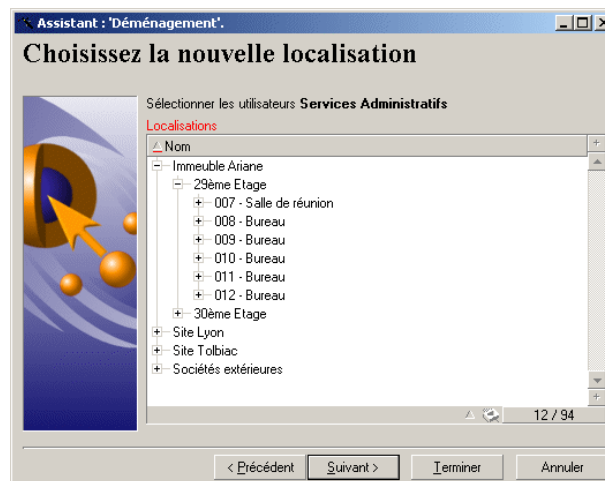 Assistant : 'Déménagement'.
Choisissez la nouvelle localisation
Sélectionner les utilisateurs Services Administratifs
Localisations
Nom
Immeuble Ariane
29ème Etage
007 - Salle de réunion
008 - Bureau
009 - Bureau
010 - Bureau
011 - Bureau
012 - Bureau
30ème Etage
Site Lyon
Site Tolbiac
Sociétés extérieures
12 / 94
< Précédent Suivant > Terminer Annuler